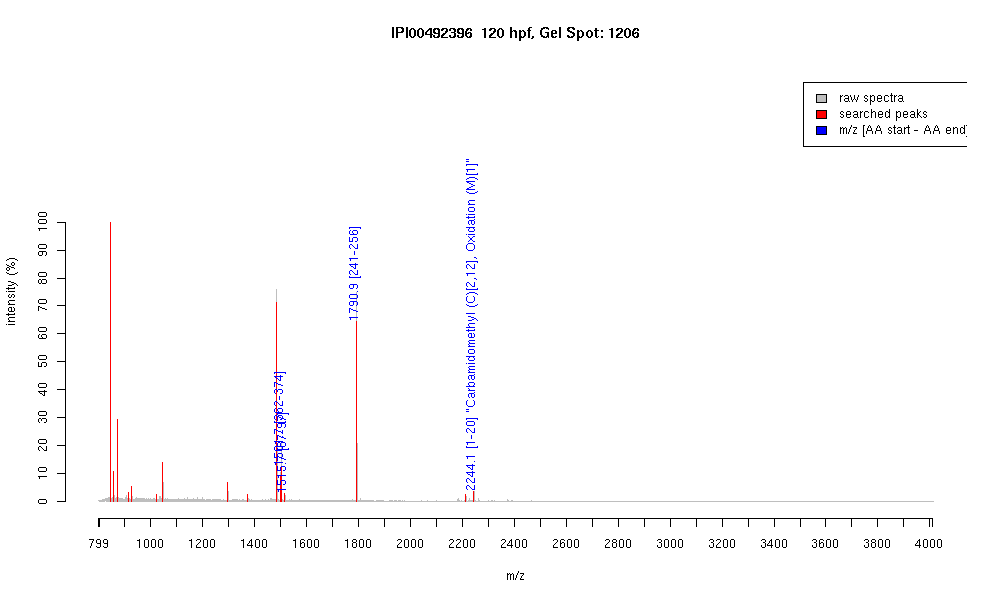 IPI00492396 120 hpf, Gel Spot: 1206
raw spectra
searched peaks
m/z [AA start - AA end]
2244.1 [1-20] "Carbamidomethyl (C)[2,12], Oxidation (M)[1]"
1790.9 [241-256]
intensity (%)
0 10 20 30 40 50 60 70 80 90 100
799 1000 1200 1400 1600 1800 2000 2200 2400 2600 2800 3000 3200 3400 3600 3800 4000
m/z